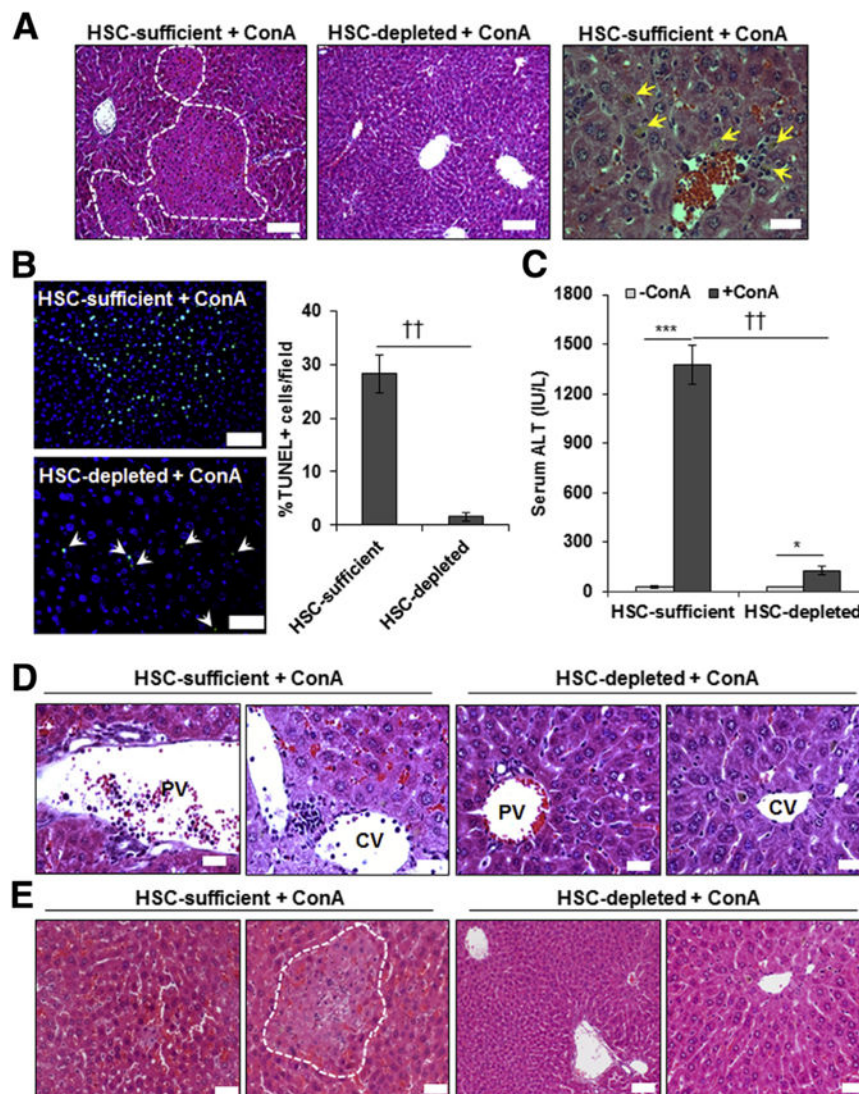 A
HSC-sufficient + ConA
HSC-depleted + ConA
HSC-sufficient + ConA
B
HSC-sufficient + ConA
HSC-depleted + ConA
%TUNEL+ cells/field
40
30
20
10
0
††
HSC-sufficient
HSC-depleted
C
-ConA
+ConA
Serum ALT (IU/L)
1800
1500
1200
900
600
300
0
***
††
*
HSC-sufficient
HSC-depleted
D
HSC-sufficient + ConA
HSC-depleted + ConA
PV
CV
PV
CV
E
HSC-sufficient + ConA
HSC-depleted + ConA